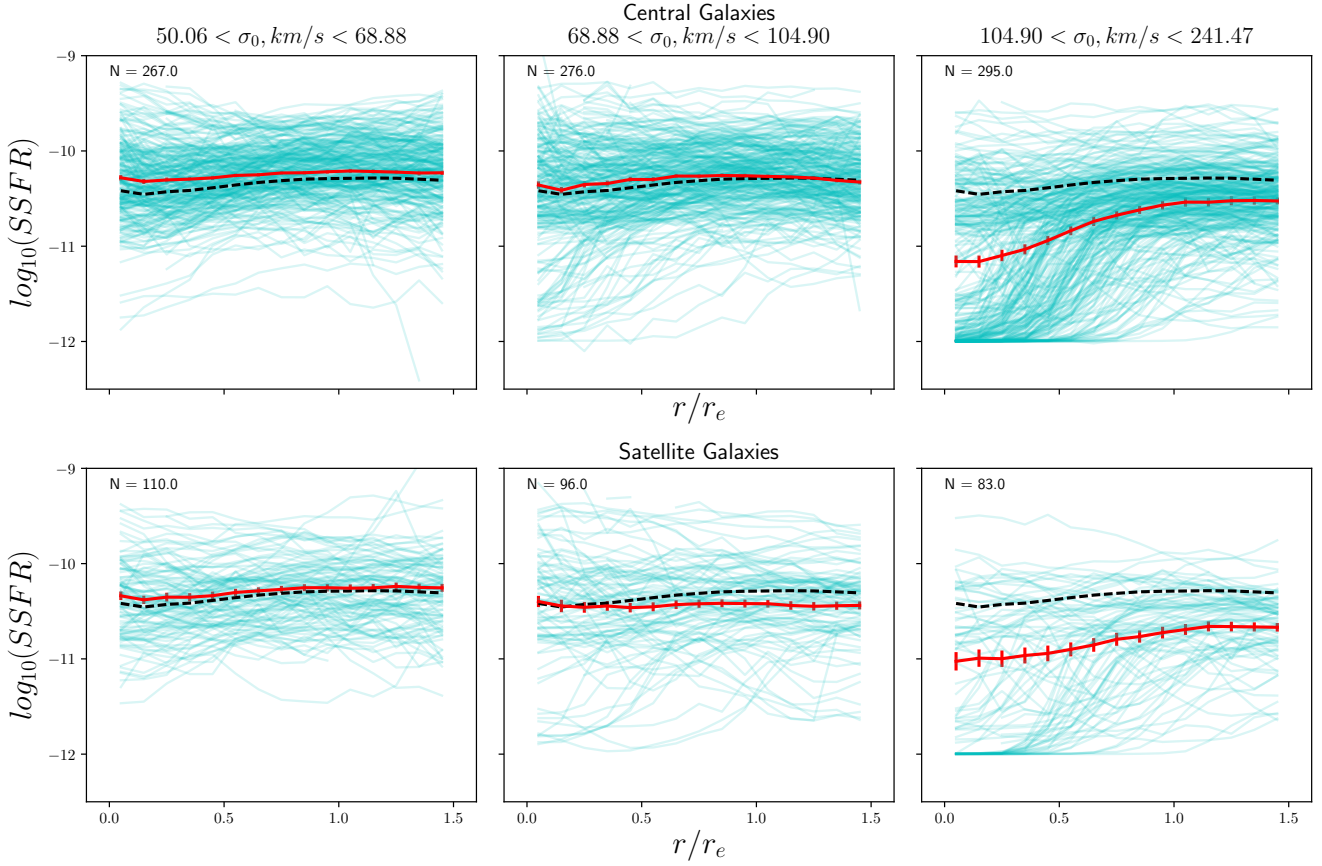 Central Galaxies
50.06 < σ₀, km/s < 68.88
68.88 < σ₀, km/s < 104.90
104.90 < σ₀, km/s < 241.47
N = 267.0
N = 276.0
N = 295.0
−9
−10
−11
−12
log₁₀(SSFR)
r/rₑ
Satellite Galaxies
N = 110.0
N = 96.0
N = 83.0
−9
−10
−11
−12
log₁₀(SSFR)
0.0 0.5 1.0 1.5
0.0 0.5 1.0 1.5
0.0 0.5 1.0 1.5
r/rₑ